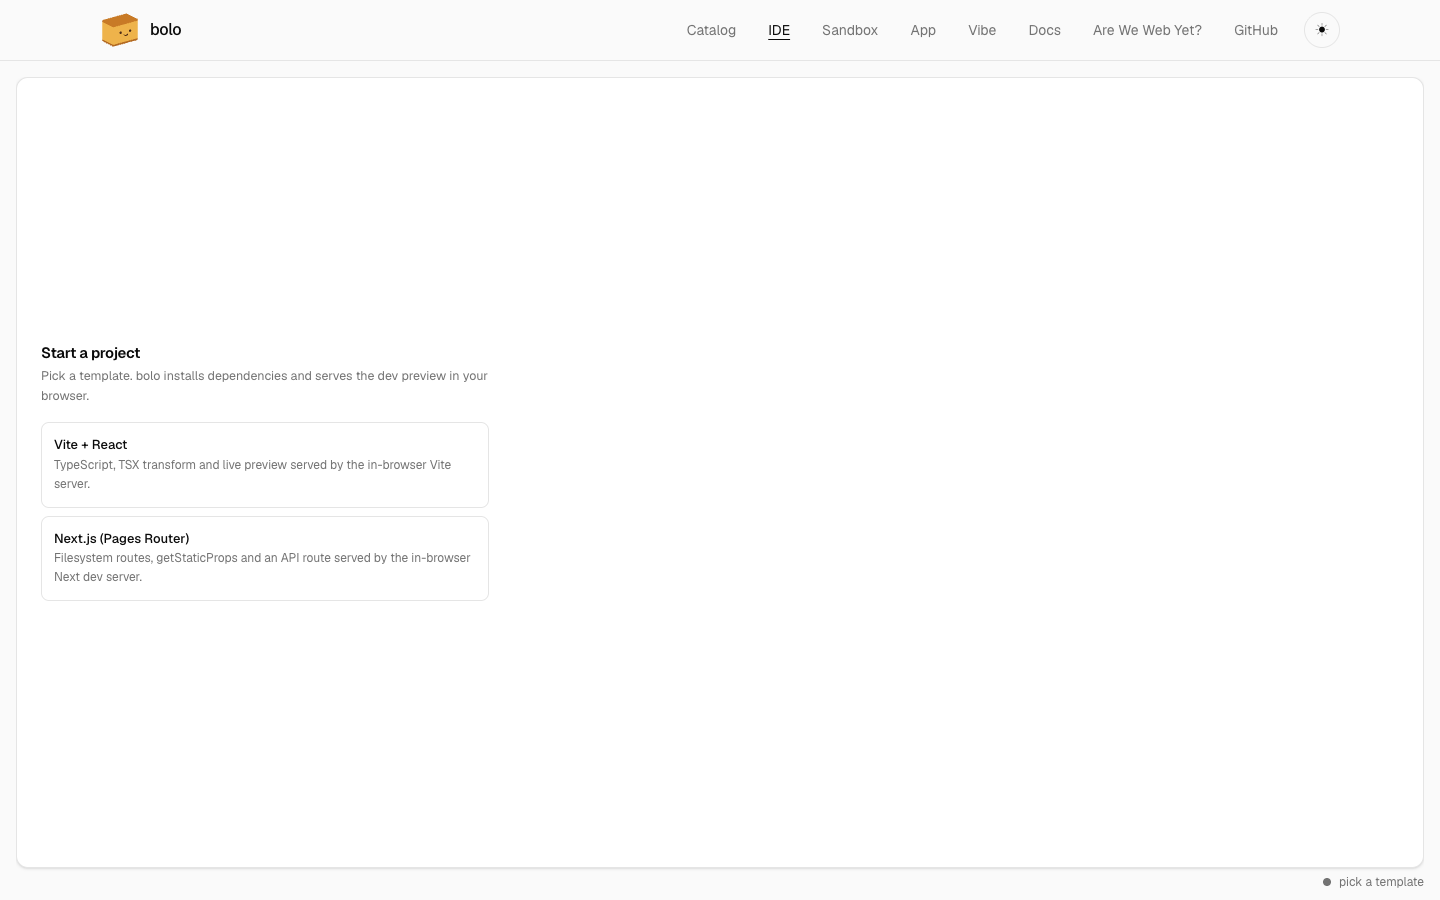 bolo
Catalog
IDE
Sandbox
App
Vibe
Docs
Are We Web Yet?
GitHub
Start a project
Pick a template. bolo installs dependencies and serves the dev preview in your
browser.
Vite + React
TypeScript, TSX transform and live preview served by the in-browser Vite
server.
Next.js (Pages Router)
Filesystem routes, getStaticProps and an API route served by the in-browser
Next dev server.
pick a template